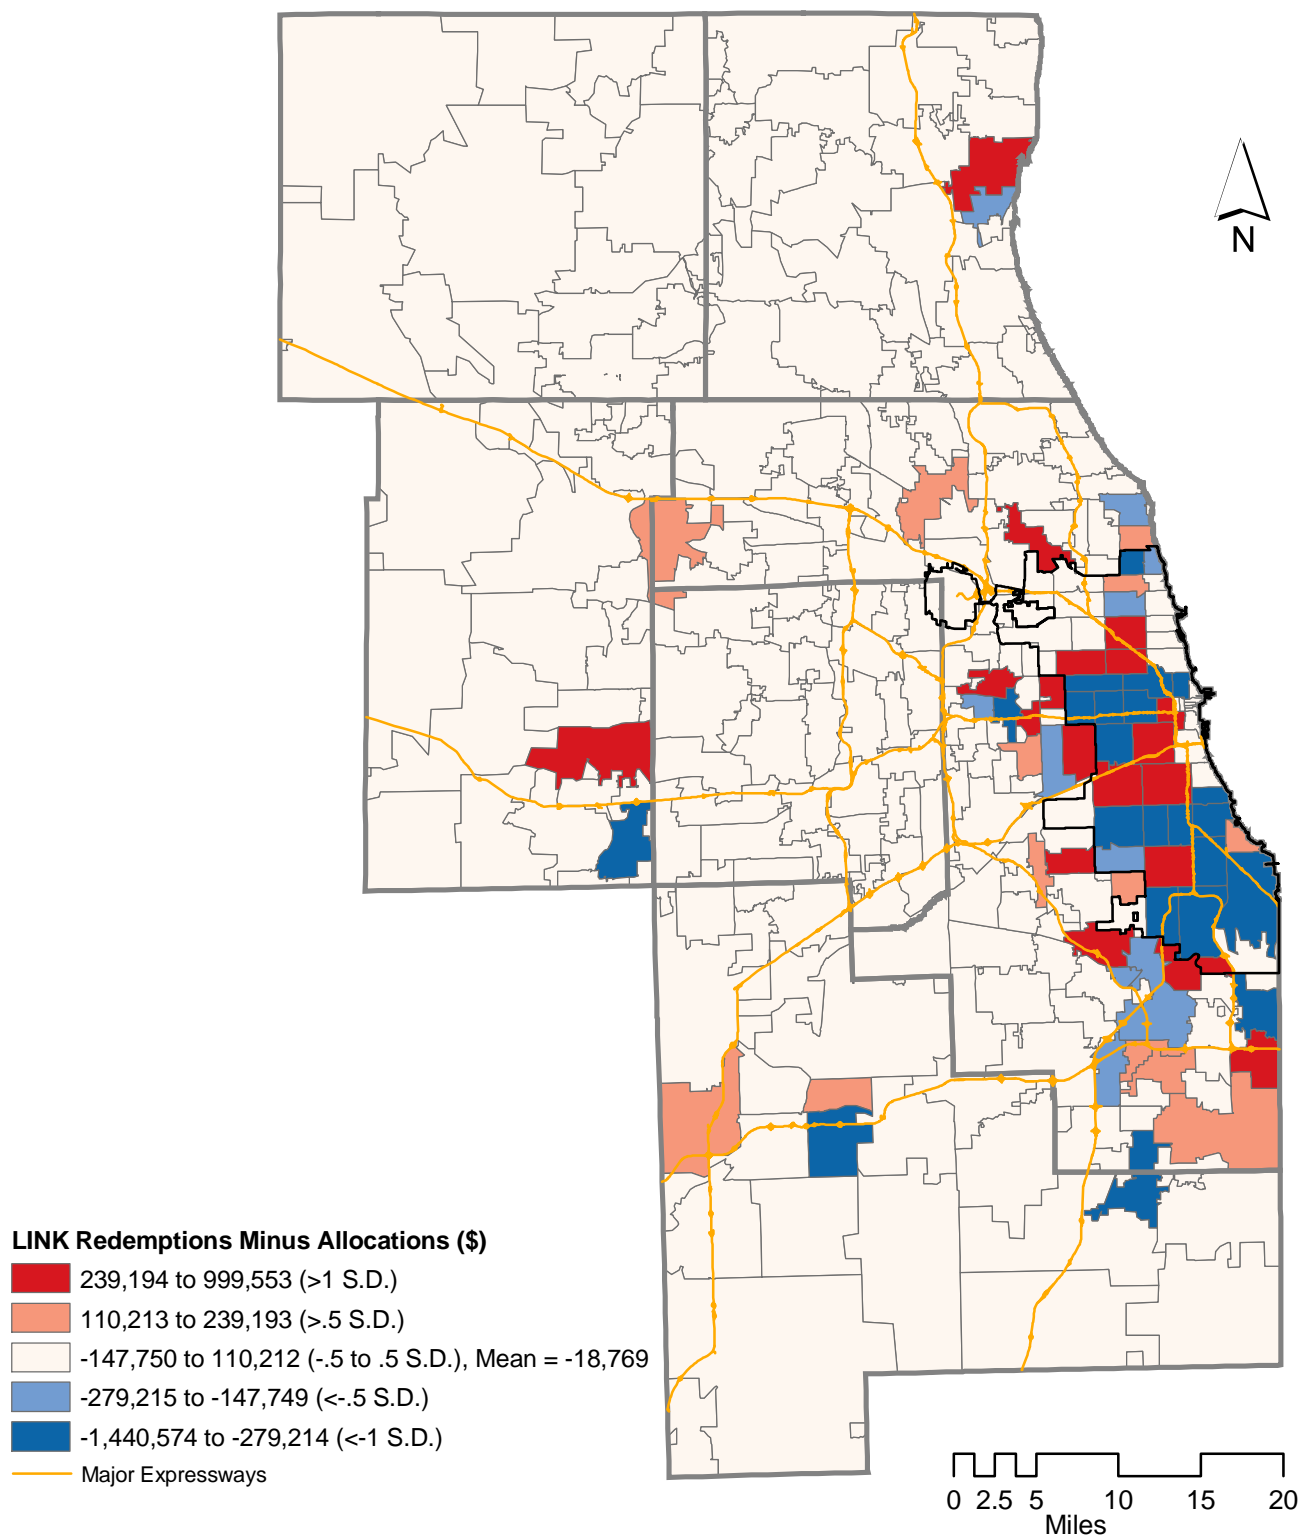 N
LINK Redemptions Minus Allocations ($)
239,194 to 999,553 (>1 S.D.)
110,213 to 239,193 (>.5 S.D.)
-147,750 to 110,212 (-.5 to .5 S.D.), Mean = -18,769
-279,215 to -147,749 (<-.5 S.D.)
-1,440,574 to -279,214 (<-1 S.D.)
Major Expressways
0 2.5 5 10 15 20
Miles